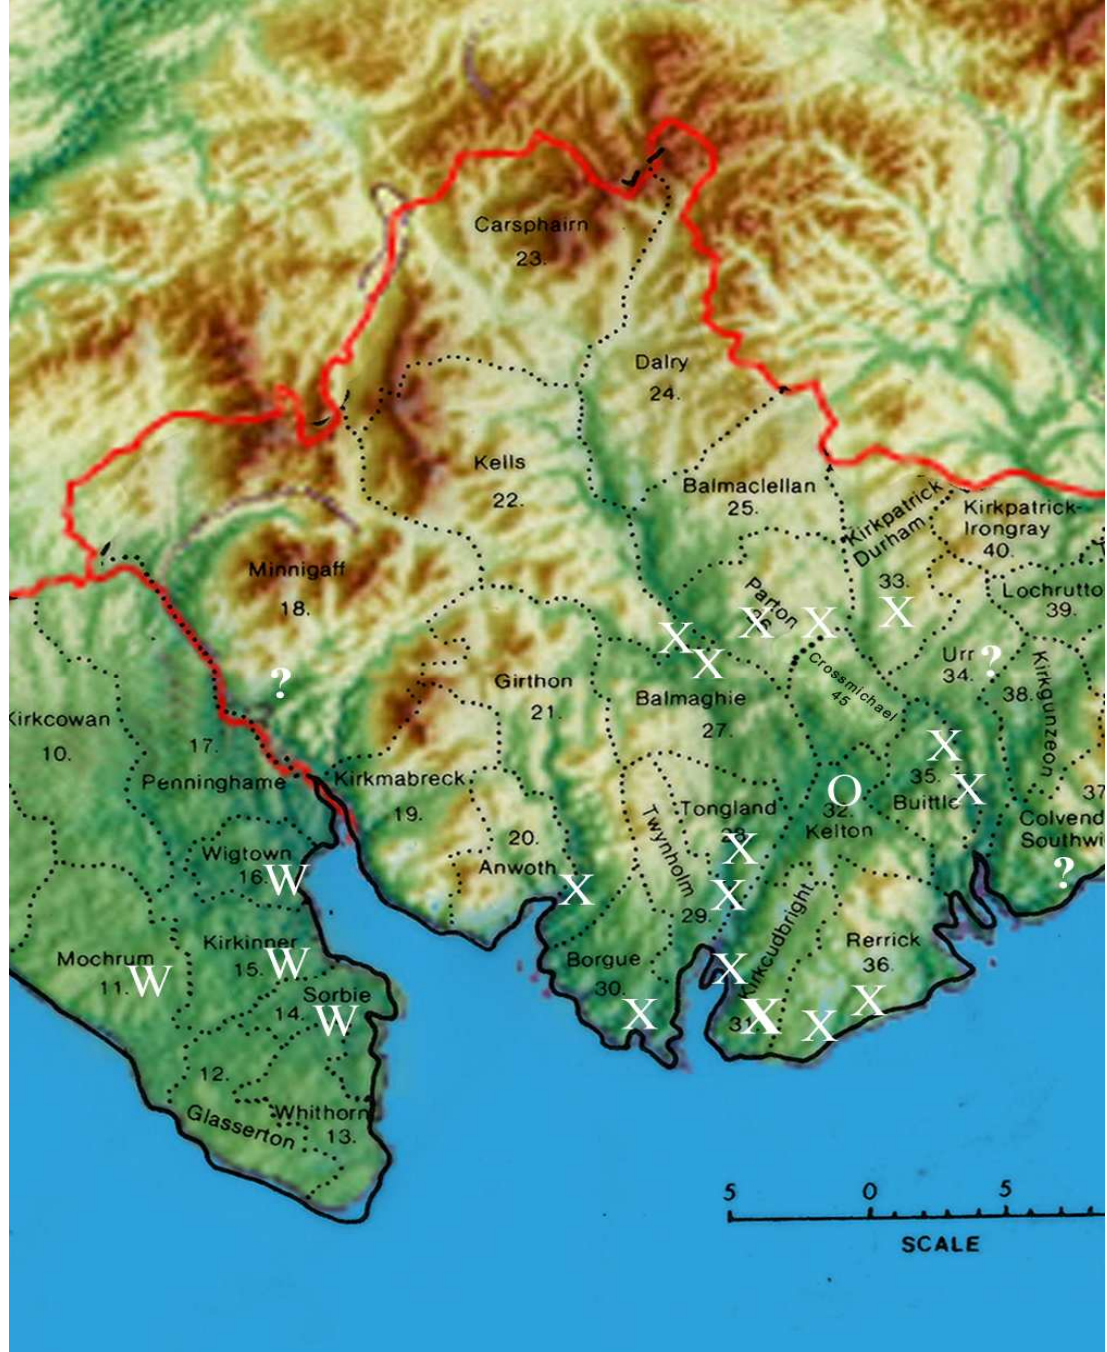 Carsphairn
23.
Dalry
24.
Kells
22.
Balmaclellan
25.
Kirkpatrick
Durham
33.
X
Kirkpatrick-
Irongray
40.
Minnigaff
18.
?
Parton
X
X
X
X
Lochrutto
39.
Crossmichael
45
Urr
34.
?
Kirkgunzeon
38.
Girthon
21.
Balmaghie
27.
Kirkcowan
10.
17.
Penninghame
Kirkmabreck
19.
X
35.
Buittle
X
O
32.
Kelton
37
Colvend
Southwi
?
Tongland
X
X
Twynholm
29.
20.
Anwoth
X
Wigtown
16.
W
Kirkinner
15.
W
Mochrum
11.
W
Sorbie
14.
W
Borgue
30.
X
Kirkcudbright
X
31
X
Rerrick
36.
X
X
12.
Glasserton
Whithorn
13.
5 0 5
SCALE